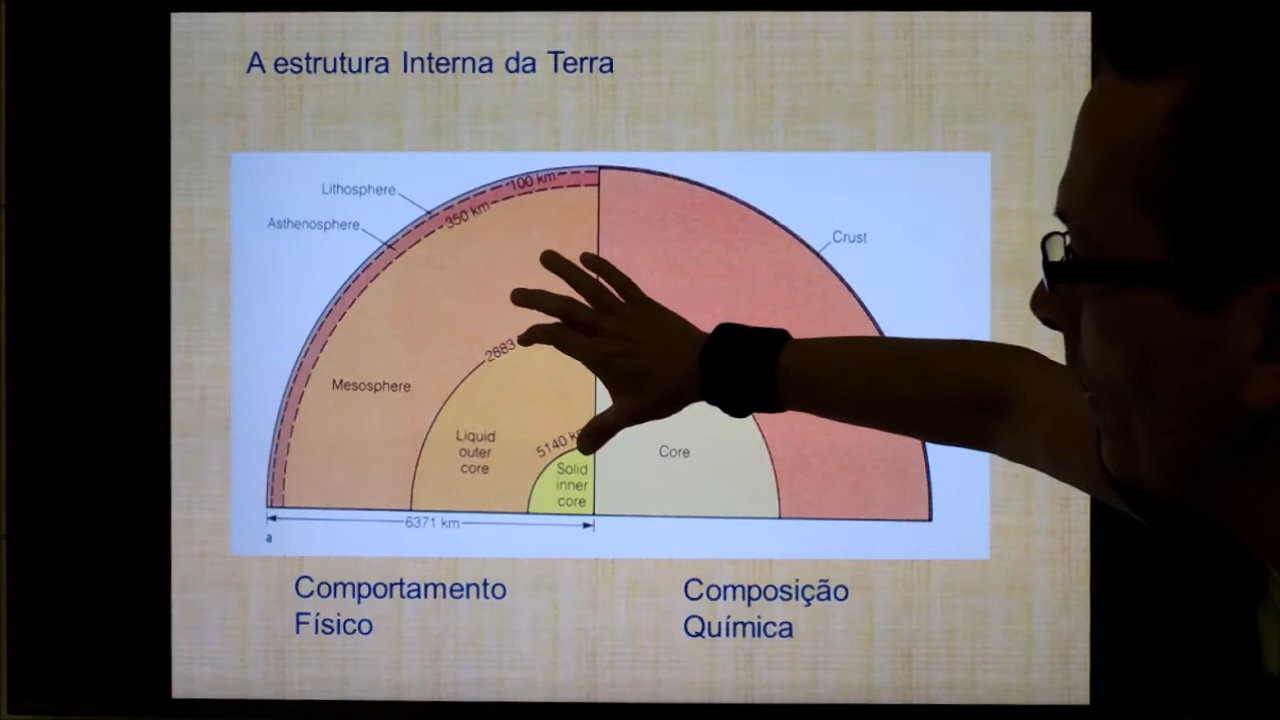 A estrutura Interna da Terra
Lithosphere
100 km
Asthenosphere
350 km
Crust
2883
Mesosphere
Liquid
outer
core
5140 k
Core
Solid
inner
core
6371 km
a
Comportamento
Físico
Composição
Química